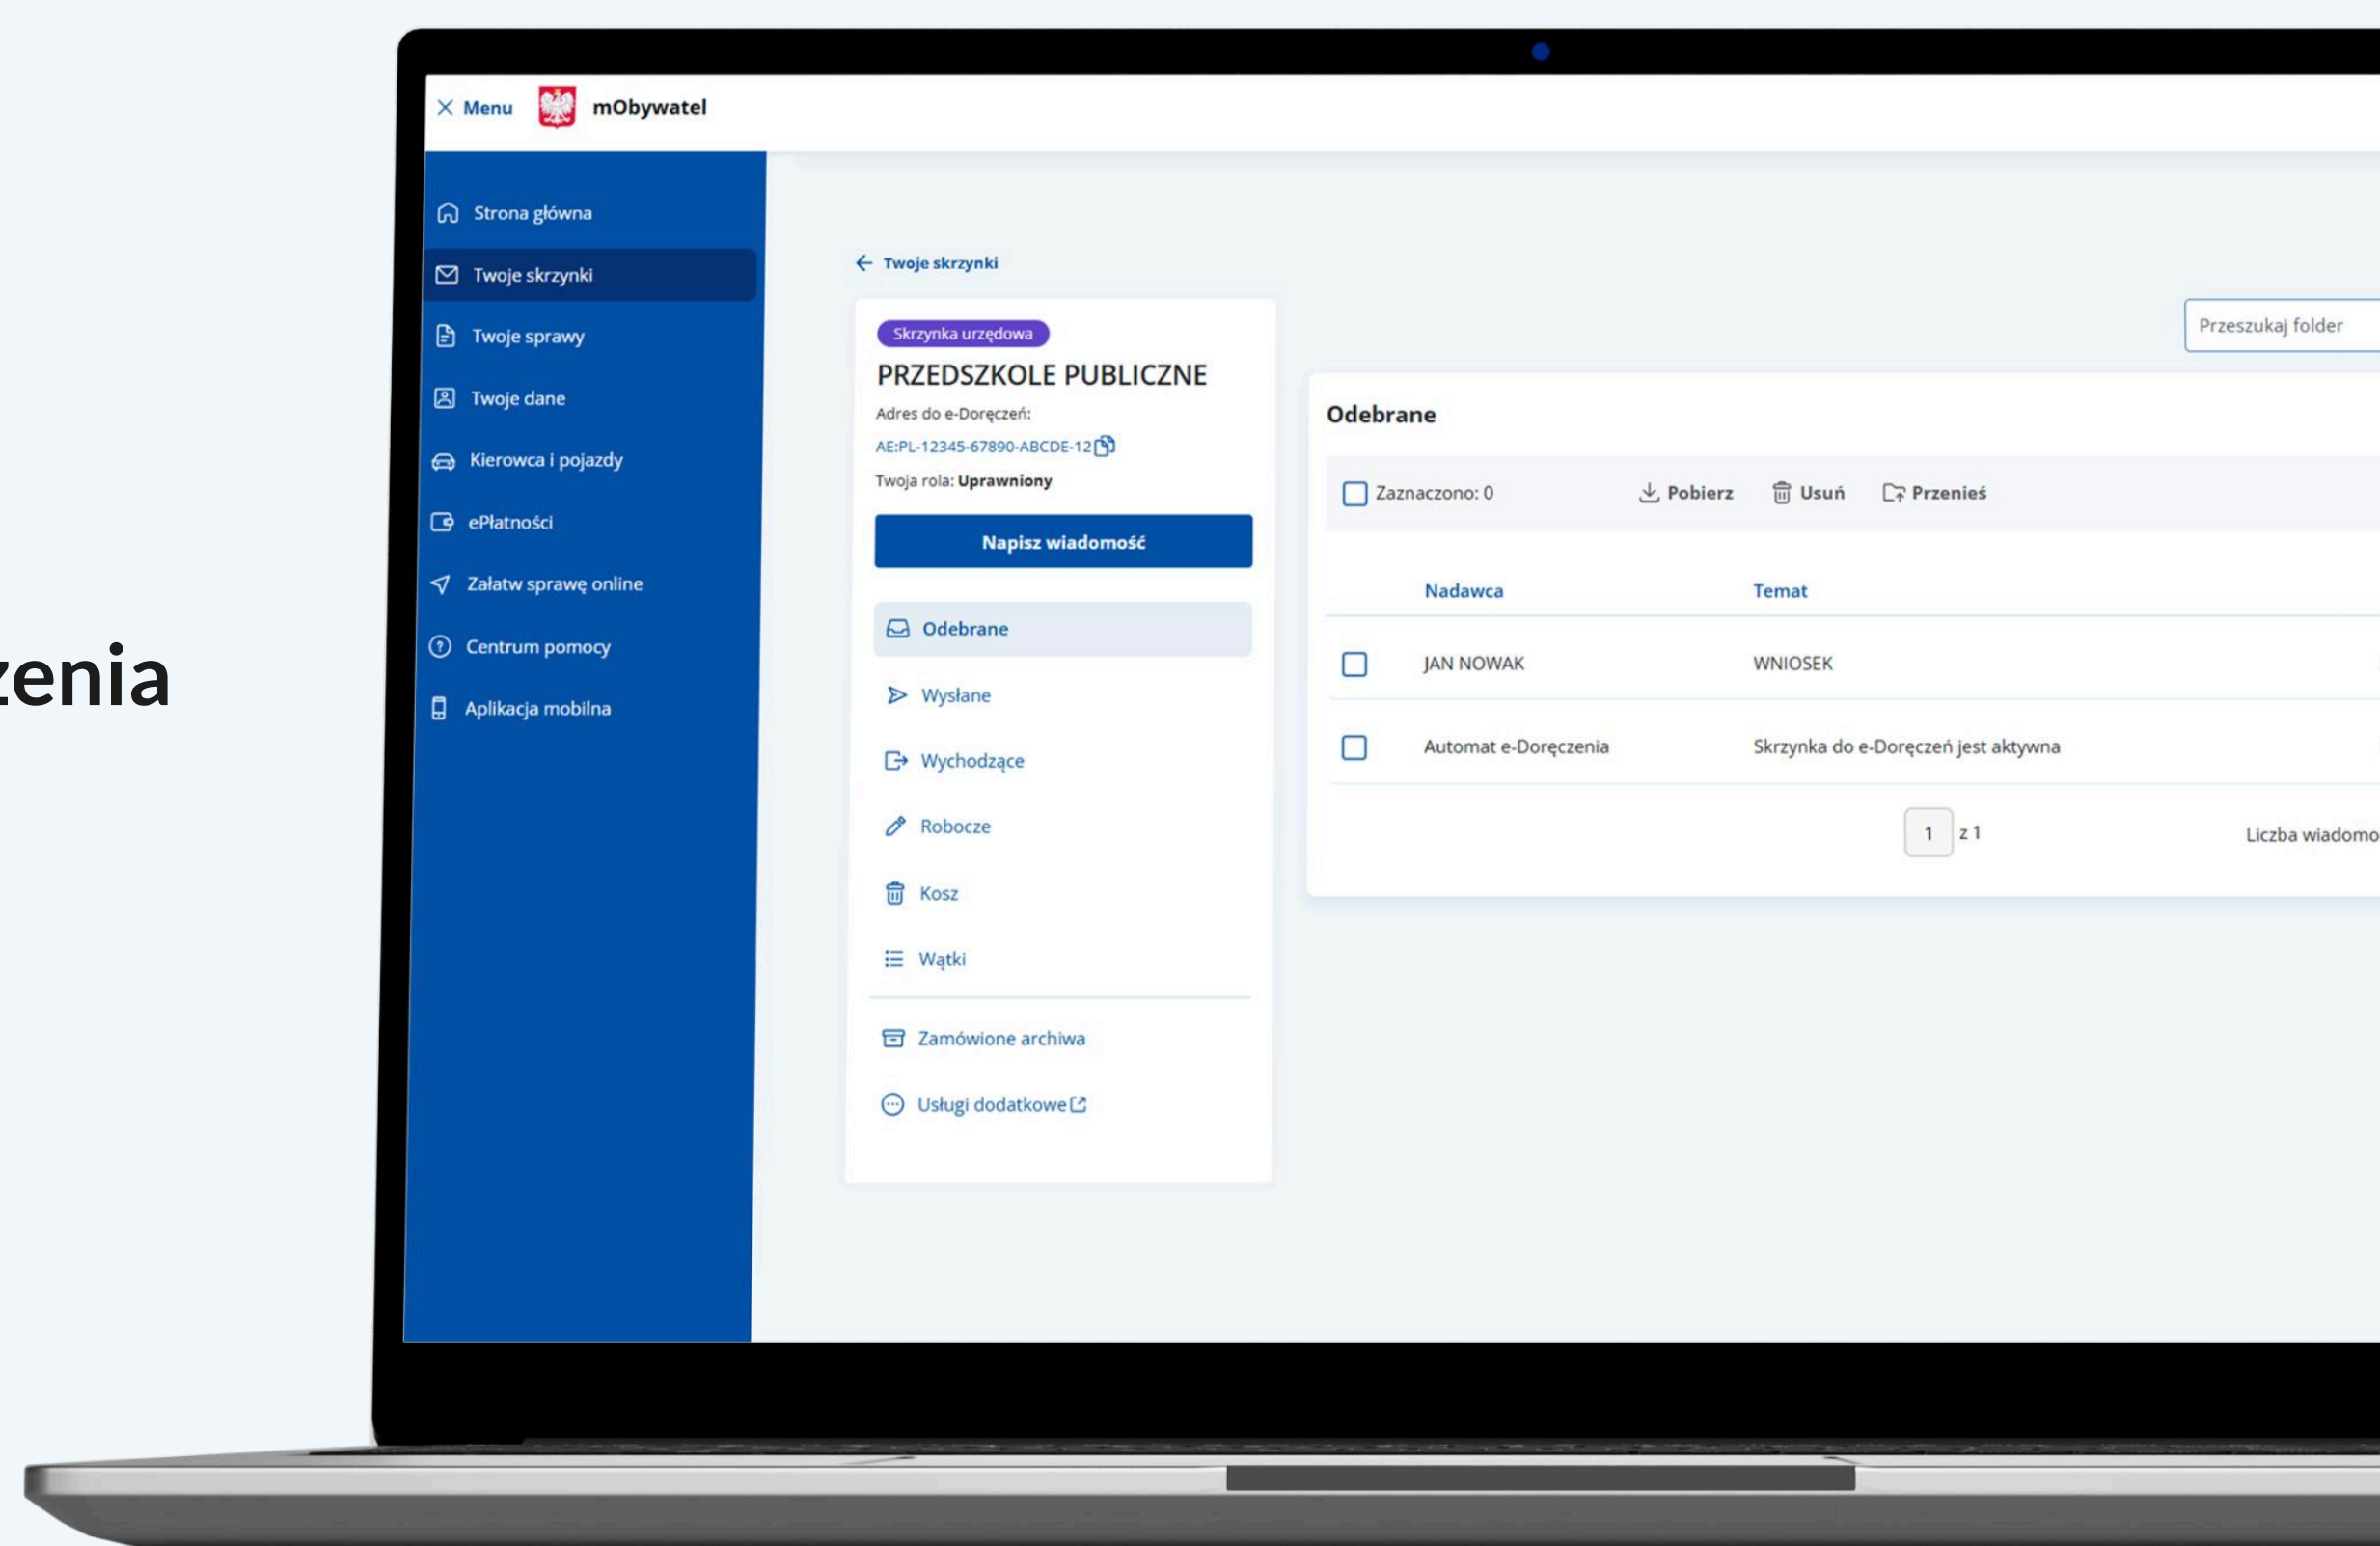 Menu
mObywatel
Strona główna
Twoje skrzynki
Twoje sprawy
Twoje dane
Kierowca i pojazdy
ePłatności
Załatw sprawę online
Centrum pomocy
Aplikacja mobilna
zenia
Twoje skrzynki
Skrzynka urzędowa
PRZEDSZKOLE PUBLICZNE
Adres do e-Doręczeń:
AE:PL-12345-67890-ABCDE-12
Twoja rola: Uprawniony
Napisz wiadomość
Odebrane
Wysłane
Wychodzące
Robocze
Kosz
Wątki
Zamówione archiwa
Usługi dodatkowe
Przeszukaj folder
Odebrane
Zaznaczono: 0 Pobierz Usuń Przenieś
Nadawca Temat
JAN NOWAK WNIOSEK
Automat e-Doręczenia Skrzynka do e-Doręczeń jest aktywna
1 z 1 Liczba wiadomo